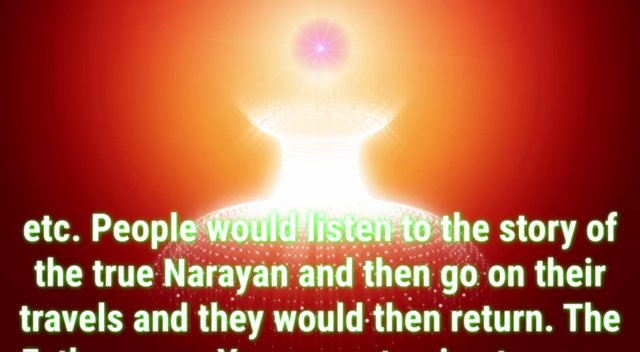 etc. People would listen to the story of
the true Narayan and then go on their
travels and they would then return. The